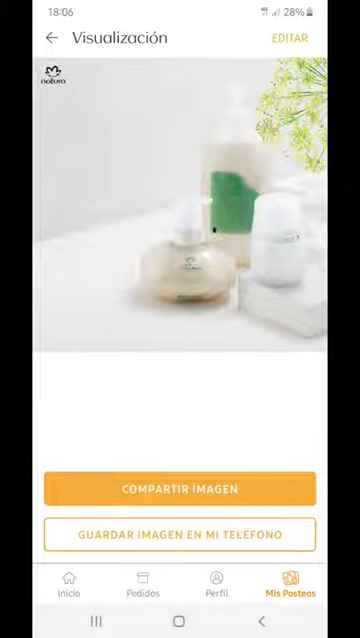 18:06
28%
Visualización
EDITAR
natura
COMPARTIR IMAGEN
GUARDAR IMAGEN EN MI TELÉFONO
Inicio
Pedidos
Perfil
Mis Posteos